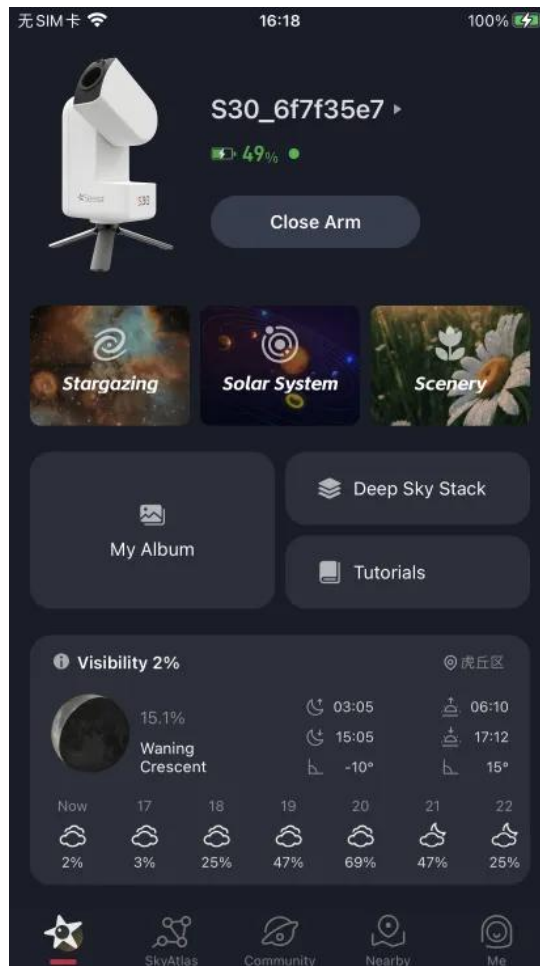 无SIM卡
16:18
100%
S30_6f7f35e7
49%
Close Arm
S30
Stargazing
Solar System
Scenery
My Album
Deep Sky Stack
Tutorials
Visibility 2%
虎丘区
15.1%
Waning
Crescent
03:05
06:10
15:05
17:12
-10°
15°
Now 17 18 19 20 21 22
2% 3% 25% 47% 69% 47% 25%
SkyAtlas Community Nearby Me